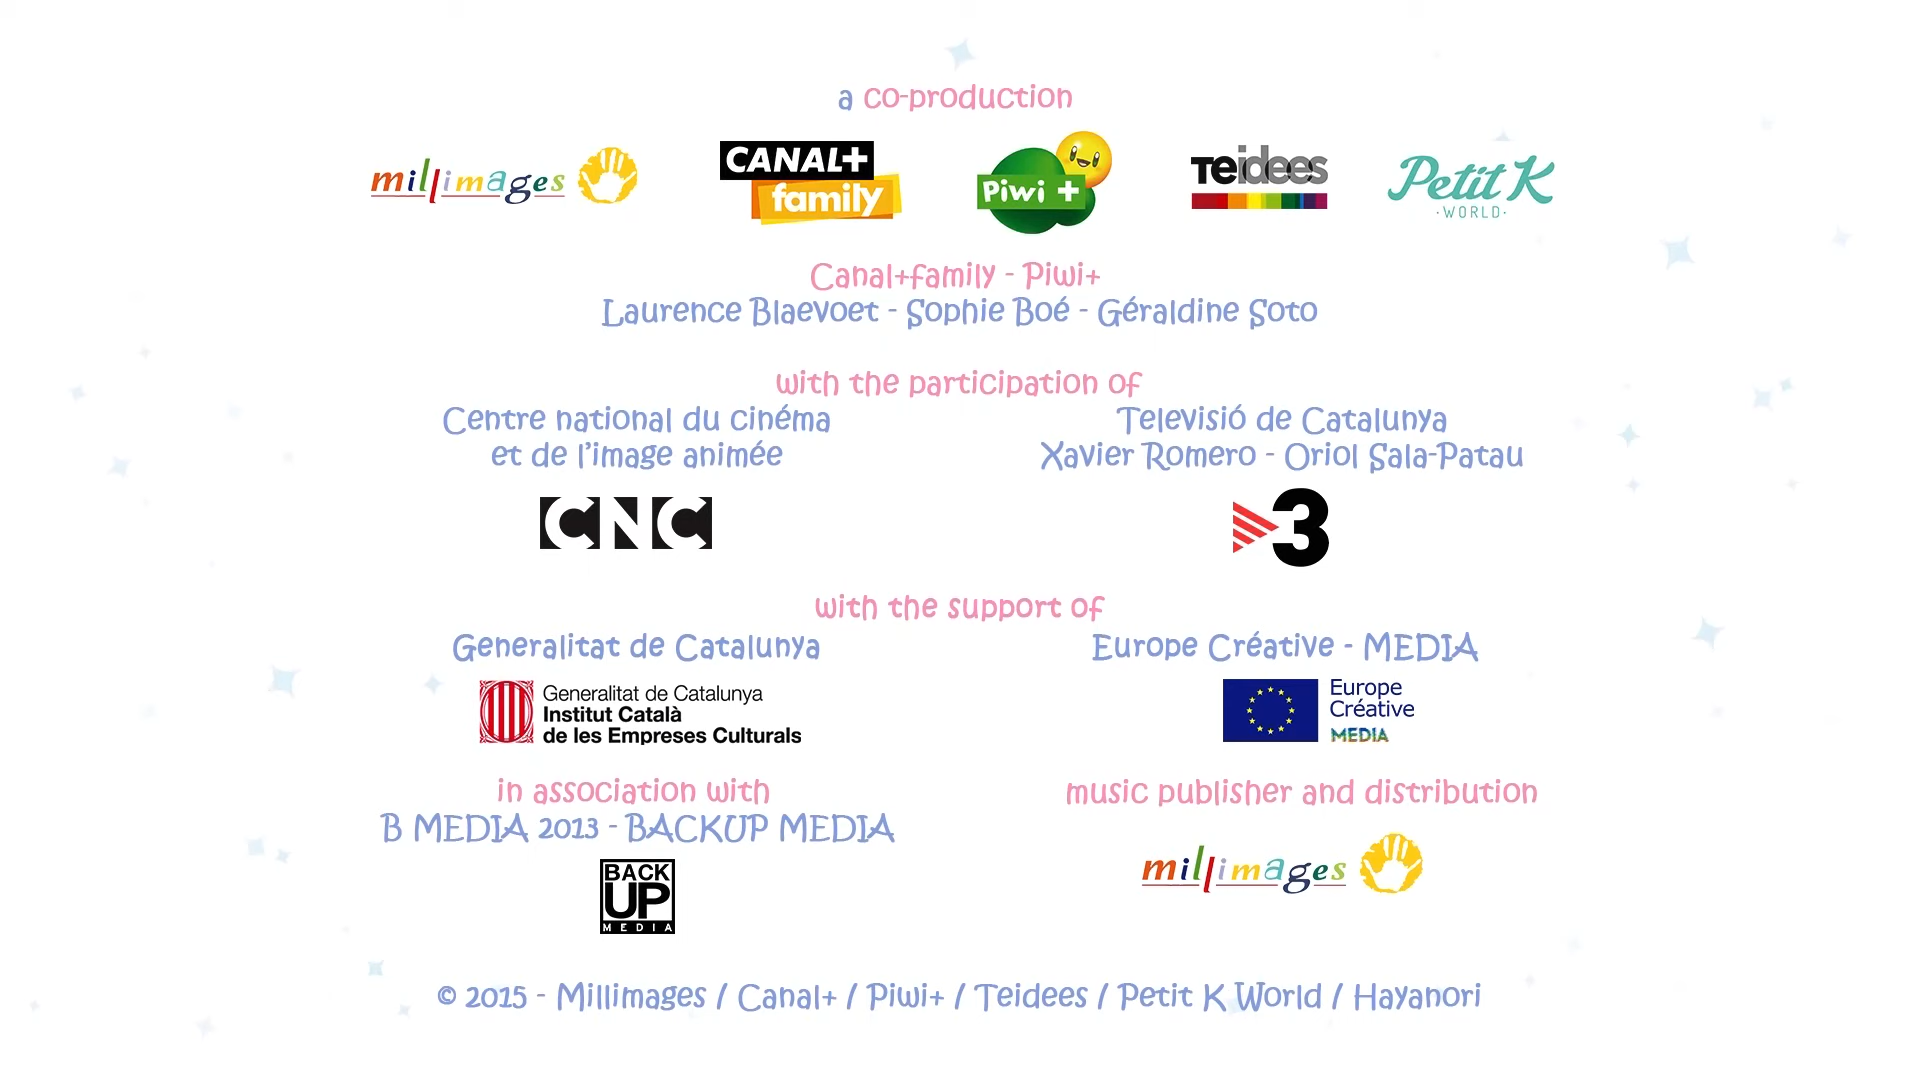 a co-production
millimages
CANAL+
family
Piwi +
Teidees
Petit K
·WORLD·
Canal+family - Piwi+
Laurence Blaevoet - Sophie Boé - Géraldine Soto
with the participation of
Centre national du cinéma
et de l'image animée
CNC
Televisió de Catalunya
Xavier Romero - Oriol Sala-Patau
3
with the support of
Generalitat de Catalunya
Generalitat de Catalunya
Institut Català
de les Empreses Culturals
Europe Créative - MEDIA
Europe
Créative
MEDIA
in association with
B MEDIA 2013 - BACKUP MEDIA
BACK
UP
MEDIA
music publisher and distribution
millimages
© 2015 - Millimages / Canal+ / Piwi+ / Teidees / Petit K World / Hayanori